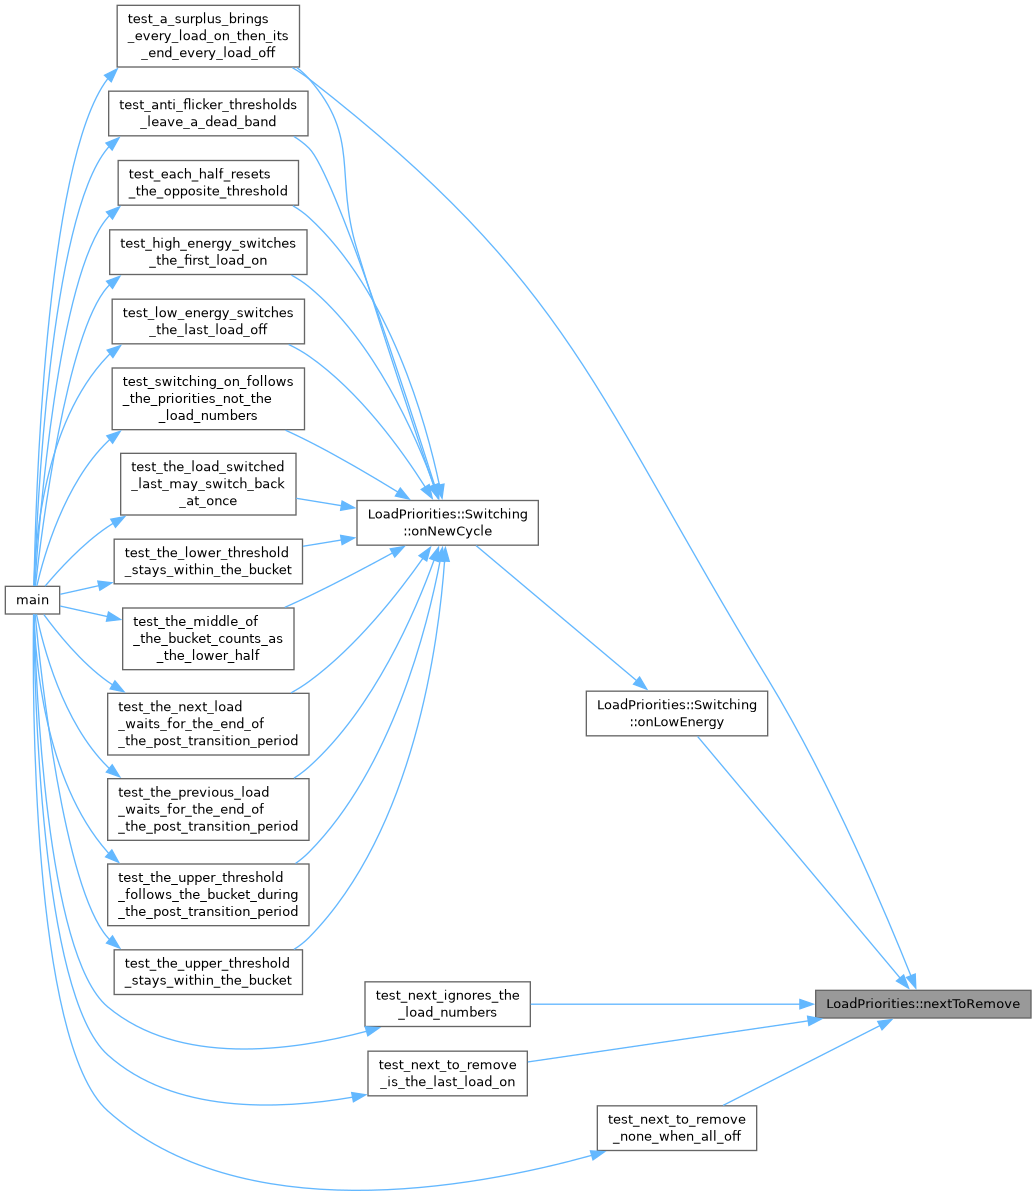 test_a_surplus_brings
_every_load_on_then_its
_end_every_load_off
test_anti_flicker_thresholds
_leave_a_dead_band
test_each_half_resets
_the_opposite_threshold
test_high_energy_switches
_the_first_load_on
test_low_energy_switches
_the_last_load_off
test_switching_on_follows
_the_priorities_not_the
_load_numbers
test_the_load_switched
_last_may_switch_back
_at_once
LoadPriorities::Switching
::onNewCycle
test_the_lower_threshold
_stays_within_the_bucket
main
test_the_middle_of
_the_bucket_counts_as
_the_lower_half
test_the_next_load
_waits_for_the_end_of
_the_post_transition_period
LoadPriorities::Switching
::onLowEnergy
test_the_previous_load
_waits_for_the_end_of
_the_post_transition_period
test_the_upper_threshold
_follows_the_bucket_during
_the_post_transition_period
test_the_upper_threshold
_stays_within_the_bucket
test_next_ignores_the
_load_numbers
LoadPriorities::nextToRemove
test_next_to_remove
_is_the_last_load_on
test_next_to_remove
_none_when_all_off